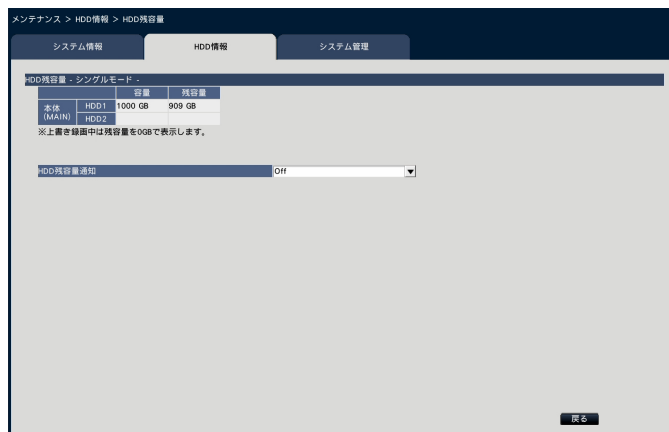 メンテナンス > HDD情報 > HDD残容量
システム情報 HDD情報 システム管理
HDD残容量 - シングルモード -
容量 残容量
本体 (MAIN) HDD1 1000 GB 909 GB
HDD2
※上書き録画中は残容量を0GBで表示します。
HDD残容量通知 Off
戻る